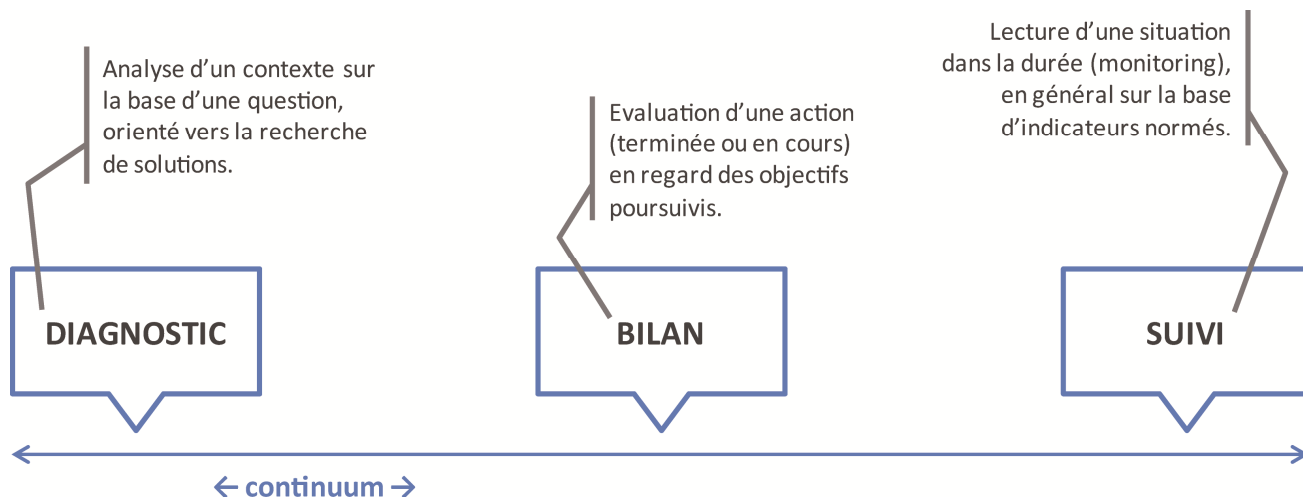 Analyse d’un contexte sur
la base d’une question,
orienté vers la recherche
de solutions.
Evaluation d’une action
(terminée ou en cours)
en regard des objectifs
poursuivis.
Lecture d’une situation
dans la durée (monitoring),
en général sur la base
d’indicateurs normés.
DIAGNOSTIC
BILAN
SUIVI
← continuum →